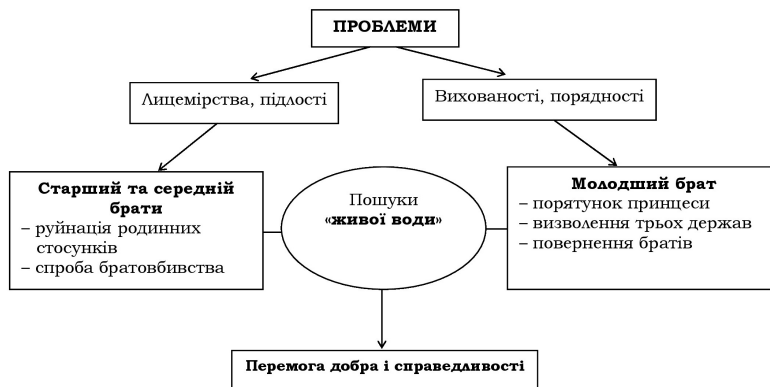 ПРОБЛЕМИ
Лицемірства, підлості
Вихованості, порядності
Старший та середній
брати
– руйнація родинних
стосунків
– спроба братовбивства
Пошуки
«живої води»
Молодший брат
– порятунок принцеси
– визволення трьох держав
– повернення братів
Перемога добра і справедливості